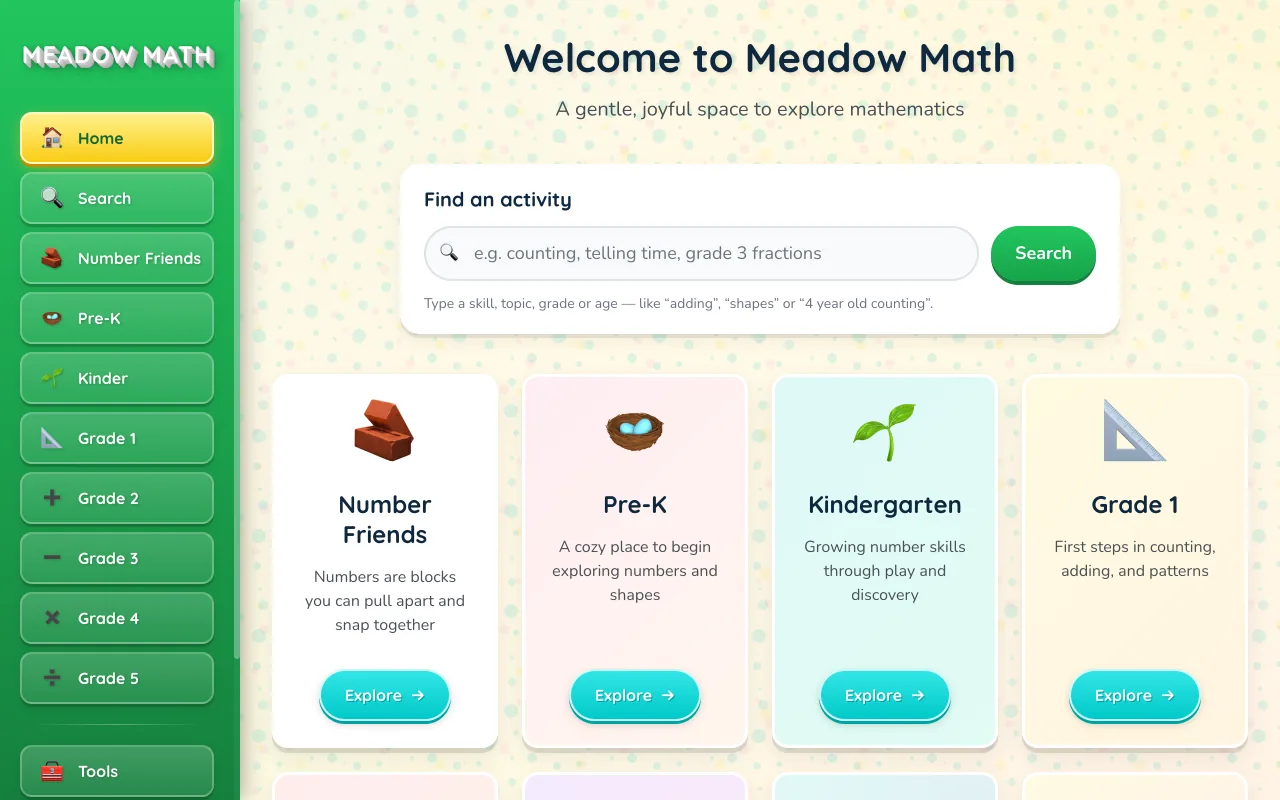 MEADOW MATH
Home
Search
Number Friends
Pre-K
Kinder
Grade 1
Grade 2
Grade 3
Grade 4
Grade 5
Tools
Welcome to Meadow Math
A gentle, joyful space to explore mathematics
Find an activity
e.g. counting, telling time, grade 3 fractions
Search
Type a skill, topic, grade or age — like “adding”, “shapes” or “4 year old counting”.
Number
Friends
Numbers are blocks
you can pull apart and
snap together
Explore →
Pre-K
A cozy place to begin
exploring numbers and
shapes
Explore →
Kindergarten
Growing number skills
through play and
discovery
Explore →
Grade 1
First steps in counting,
adding, and patterns
Explore →